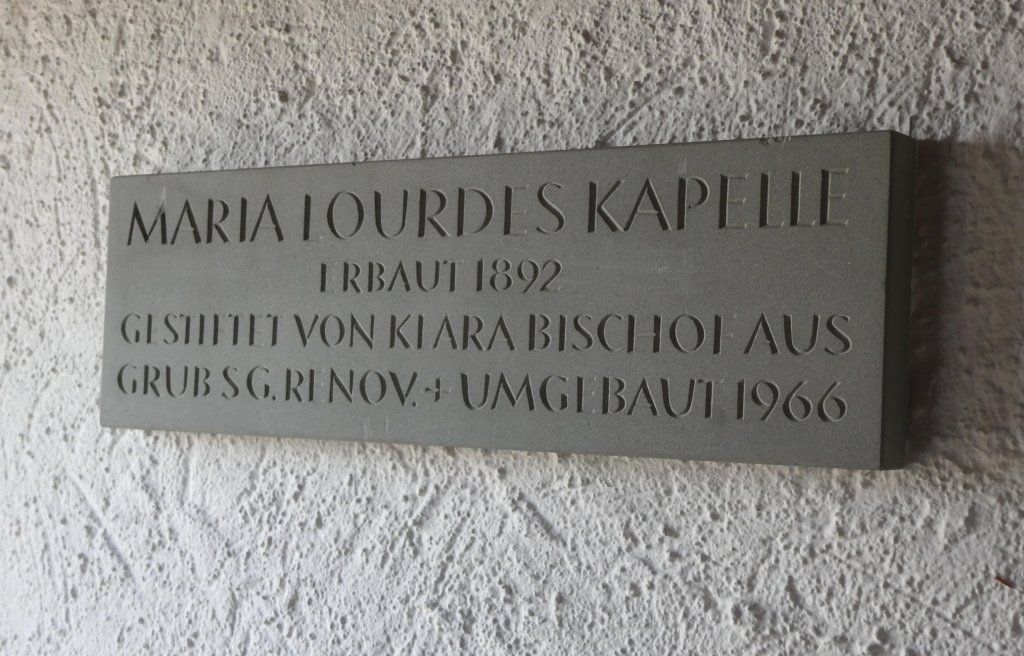 MARIA LOURDES KAPELLE
ERBAUT 1892
GESTIFTET VON KLARA BISCHOF AUS
GRUB SG. RENOV. + UMGEBAUT 1966